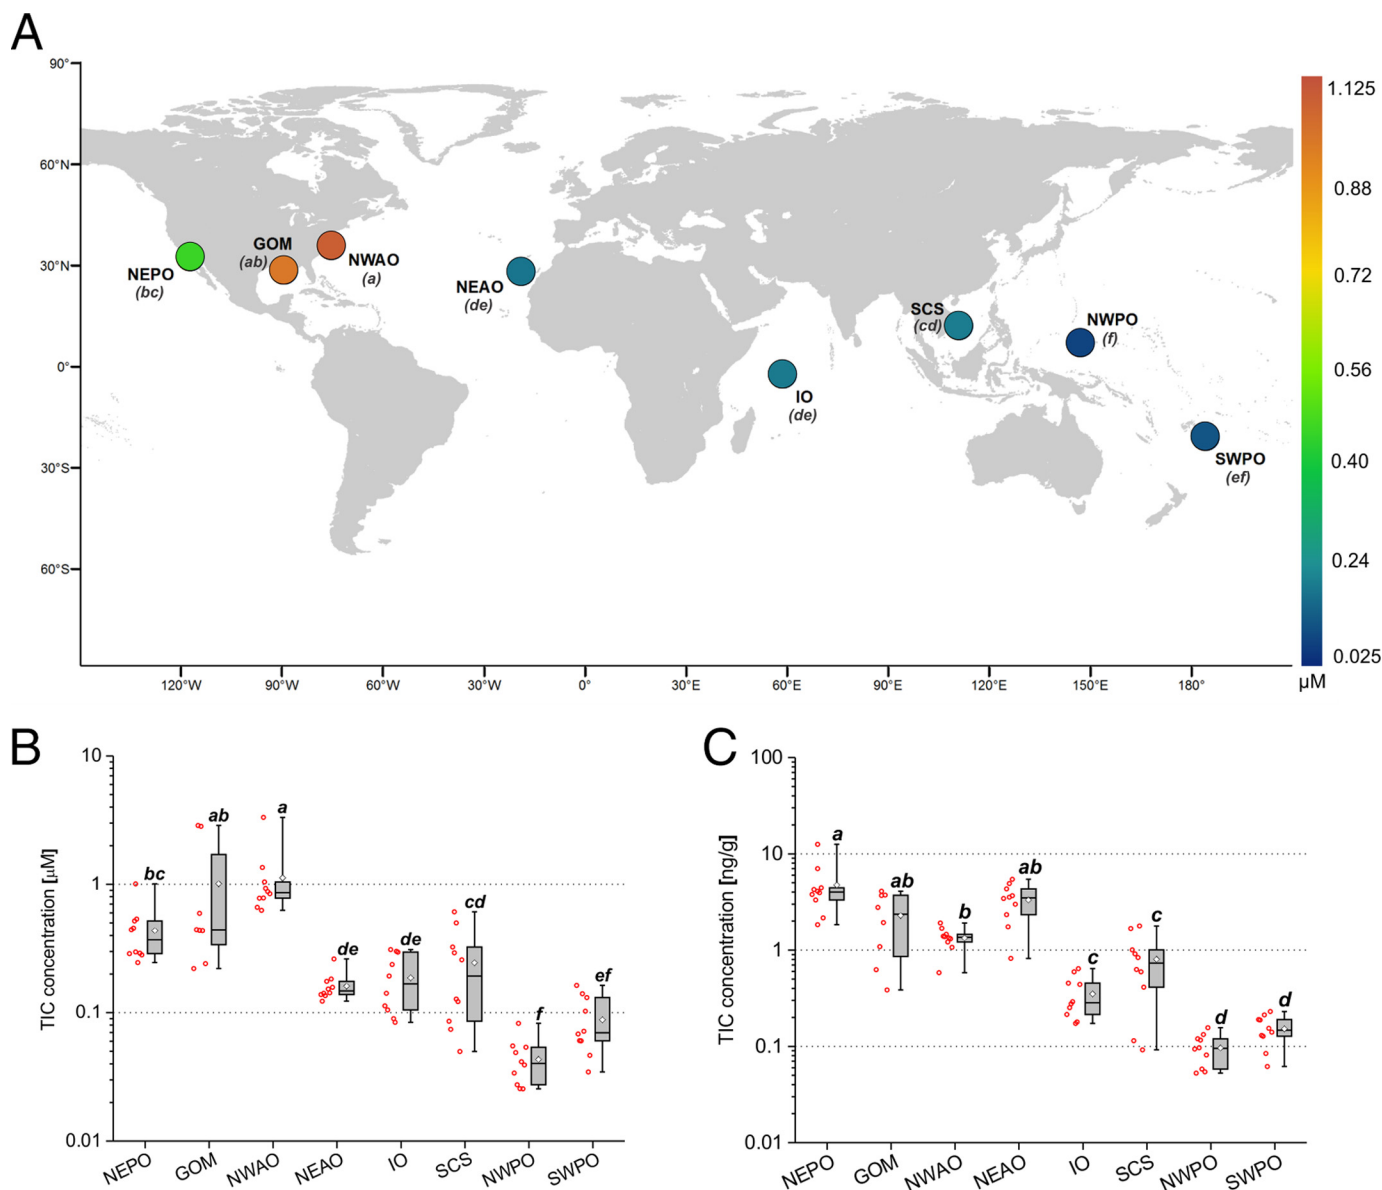 A
90°
60°N
30°N
0°
30°S
60°S
120°W
90°W
60°W
30°W
0°
30°E
60°E
90°E
120°E
150°E
180°
NEPO
(bc)
GOM
(ab)
NWAO
(a)
NEAO
(de)
IO
(de)
SCS
(cd)
NWPO
(f)
SWPO
(ef)
1.125
0.88
0.72
0.56
0.40
0.24
0.025
µM
B
TIC concentration [µM]
10
1
0.1
0.01
bc
ab
a
de
de
cd
f
ef
NEPO
GOM
NWAO
NEAO
IO
SCS
NWPO
SWPO
C
TIC concentration [ng/g]
100
10
1
0.1
0.01
a
ab
b
ab
c
c
d
d
NEPO
GOM
NWAO
NEAO
IO
SCS
NWPO
SWPO